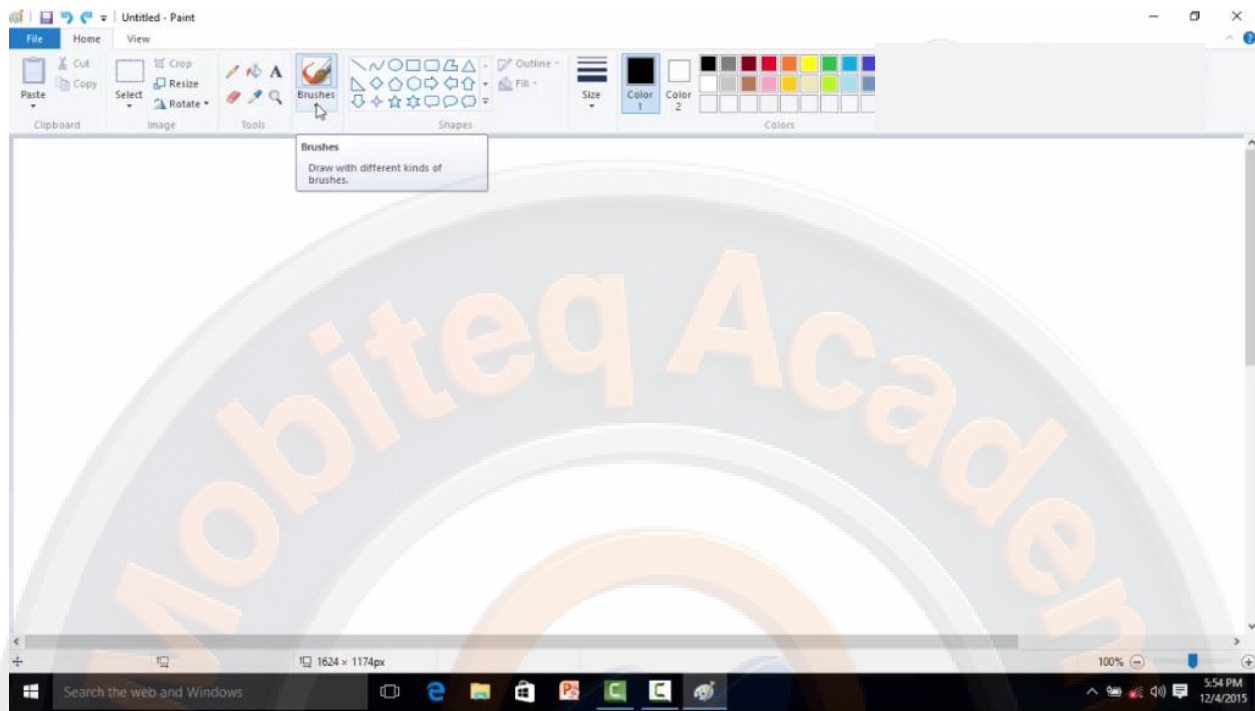 Untitled - Paint
File Home View
Paste
Cut
Copy
Clipboard
Select
Crop
Resize
Rotate
Image
A
Tools
Brushes
Shapes
Outline
Fill
Size
Color 1
Color 2
Colors
Brushes
Draw with different kinds of
brushes.
Mobiteq Academ
1624 × 1174px
100%
Search the web and Windows
5:54 PM
12/4/2015